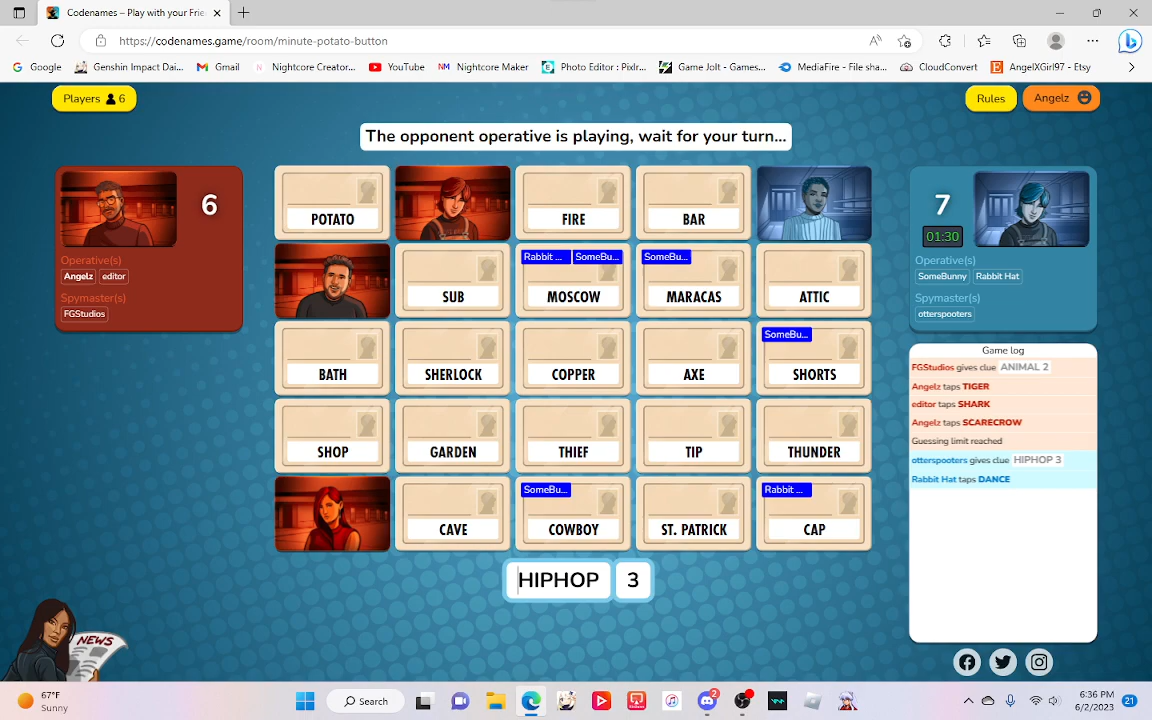 Codenames – Play with your Frie
https://codenames.game/room/minute-potato-button
Google
Genshin Impact Dai...
Gmail
Nightcore Creator...
YouTube
NM Nightcore Maker
Photo Editor : Pixlr...
Game Jolt - Games...
MediaFire - File sha...
CloudConvert
AngelXGirl97 - Etsy
Players 6
Rules
Angelz
The opponent operative is playing, wait for your turn...
6
Operative(s)
Angelz editor
Spymaster(s)
FGStudios
POTATO
FIRE
BAR
Rabbit ... SomeBu...
SomeBu...
SUB
MOSCOW
MARACAS
ATTIC
SomeBu...
BATH
SHERLOCK
COPPER
AXE
SHORTS
SHOP
GARDEN
THIEF
TIP
THUNDER
SomeBu...
Rabbit ...
CAVE
COWBOY
ST. PATRICK
CAP
HIPHOP 3
7
01:30
Operative(s)
SomeBunny Rabbit Hat
Spymaster(s)
otterspooters
Game log
FGStudios gives clue ANIMAL 2
Angelz taps TIGER
editor taps SHARK
Angelz taps SCARECROW
Guessing limit reached
otterspooters gives clue HIPHOP 3
Rabbit Hat taps DANCE
NEWS
67°F
Sunny
Search
2
6:36 PM
6/2/2023
21